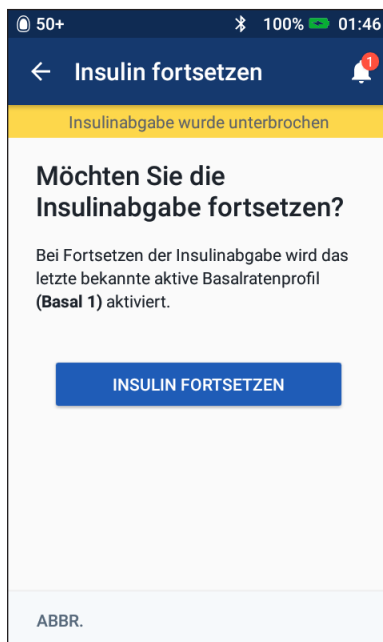 50+ 100% 01:46
Insulin fortsetzen 1
Insulinabgabe wurde unterbrochen
Möchten Sie die
Insulinabgabe fortsetzen?
Bei Fortsetzen der Insulinabgabe wird das
letzte bekannte aktive Basalratenprofil
(Basal 1) aktiviert.
INSULIN FORTSETZEN
ABBR.